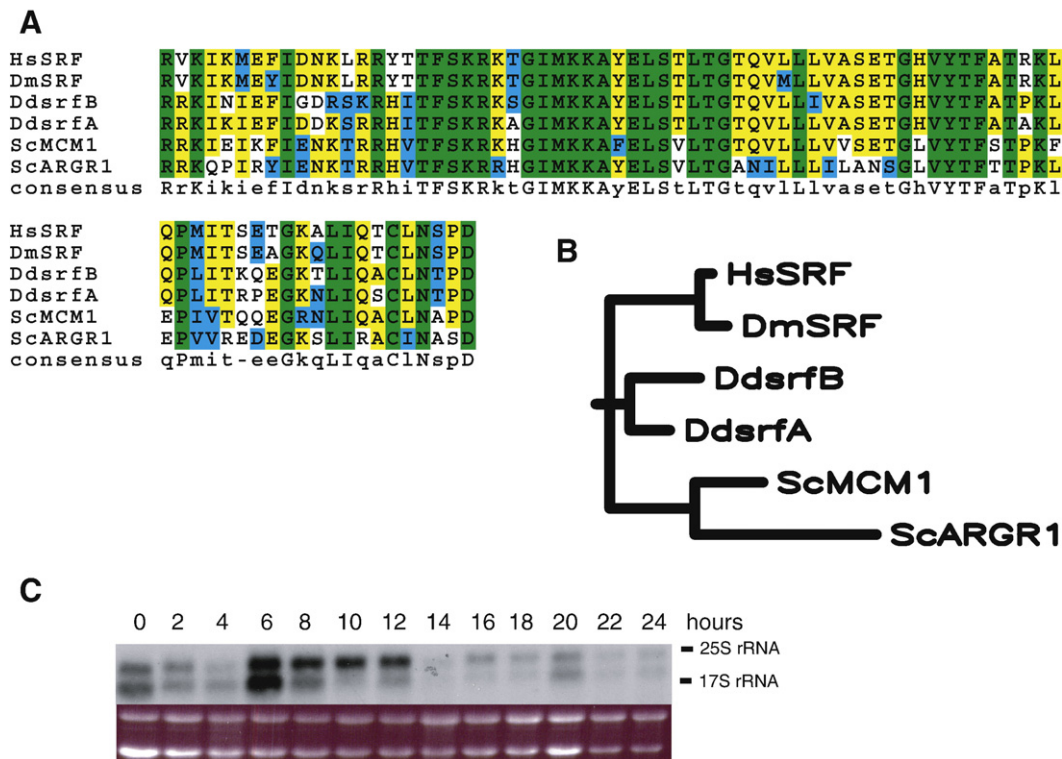 A
HsSRF RVKIKMEFIDNKLRRYTTFSKRKTGIMKKAYELSTLTGTQVLLLVASETGHVYTFATRKL
DmSRF RVKIKMEYIDNKLRRYTTFSKRKTGIMKKAYELSTLTGTQVMLLVASETGHVYTFATRKL
DdsrfB RRKINIEFIGDRSKRHITFSKRKSGIMKKAYELSTLTGTQVLLIVASETGHVYTFATPKL
DdsrfA RRKIKIEFIDDKSRRHITFSKRKAGIMKKAYELSTLTGTQVLLLVASETGHVYTFATAKL
ScMCM1 RRKIEIKFIENKTRRHVTFSKRKHGIMKKAFELSVLTGTQVLLLVVSETGLVYTFSTPKF
ScARGR1 RRKQPIRYIENKTRRHVTFSKRRHGIMKKAYELSVLTGANILLLILANSGLVYTFTTPKL
consensus RrKikiefIdnksrRhiTFSKRktGIMKKAyELStLTGtqvlLlvasetGhVYTFaTpKl
HsSRF QPMITSETGKALIQTCLNSPD
DmSRF QPMITSEAGKQLIQTCLNSPD
DdsrfB QPLITKQEGKTLIQACLNTPD
DdsrfA QPLITRPEGKNLIQSCLNTPD
ScMCM1 EPIVTQQEGRNLIQACLNAPD
ScARGR1 EPVVREDEGKSLIRACINASD
consensus qPmit-eeGkqLIqaClNspD
B
HsSRF
DmSRF
DdsrfB
DdsrfA
ScMCM1
ScARGR1
C
0 2 4 6 8 10 12 14 16 18 20 22 24 hours
25S rRNA
17S rRNA